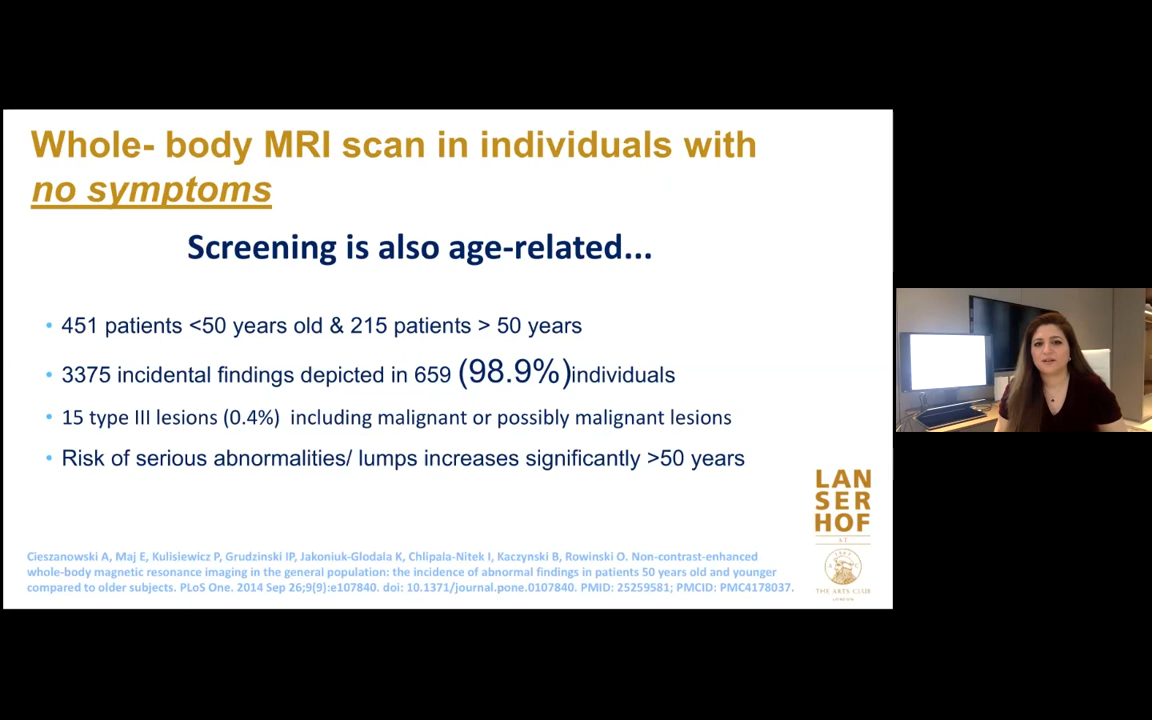 Whole- body MRI scan in individuals with
no symptoms
Screening is also age-related...
• 451 patients <50 years old & 215 patients > 50 years
• 3375 incidental findings depicted in 659 (98.9%)individuals
• 15 type III lesions (0.4%) including malignant or possibly malignant lesions
• Risk of serious abnormalities/ lumps increases significantly >50 years
Cieszanowski A, Maj E, Kulisiewicz P, Grudzinski IP, Jakoniuk-Glodala K, Chlipala-Nitek I, Kaczynski B, Rowinski O. Non-contrast-enhanced
whole-body magnetic resonance imaging in the general population: the incidence of abnormal findings in patients 50 years old and younger
compared to older subjects. PLoS One. 2014 Sep 26;9(9):e107840. doi: 10.1371/journal.pone.0107840. PMID: 25259581; PMCID: PMC4178037.
LAN
SER
HOF
AT
THE ARTS CLUB
LONDON